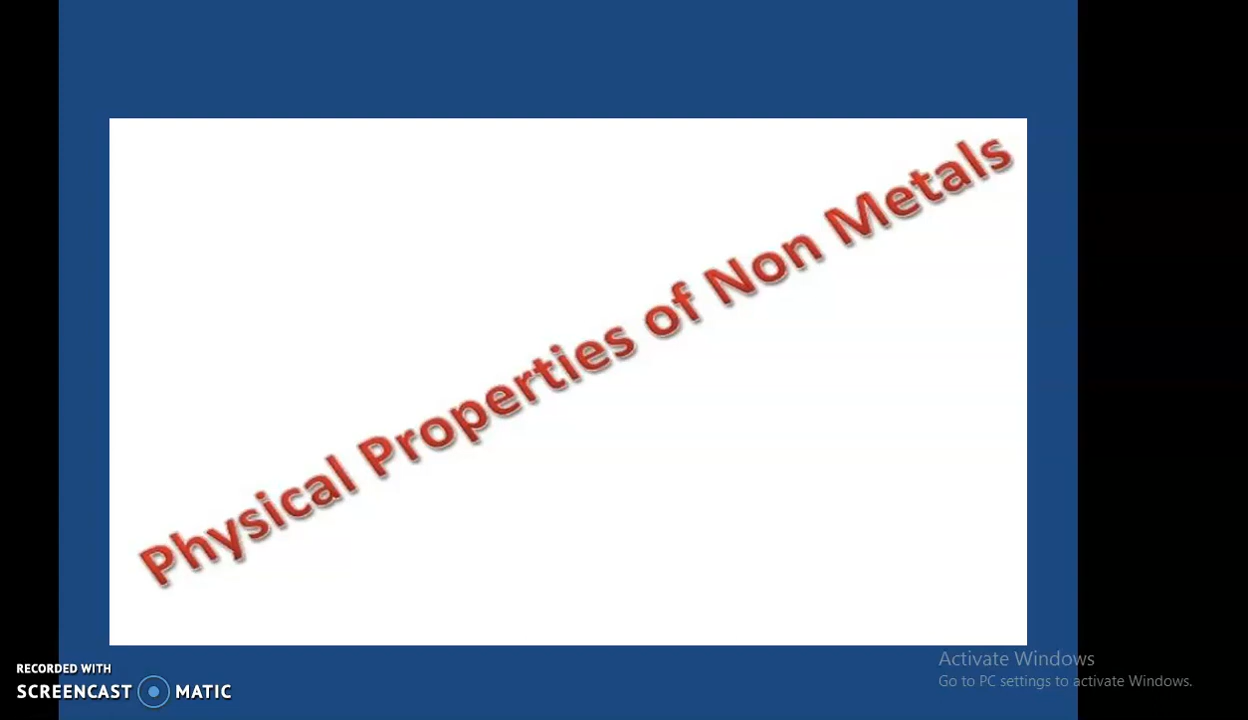 Physical Properties of Non Metals
RECORDED WITH
SCREENCAST MATIC
Activate Windows
Go to PC settings to activate Windows.